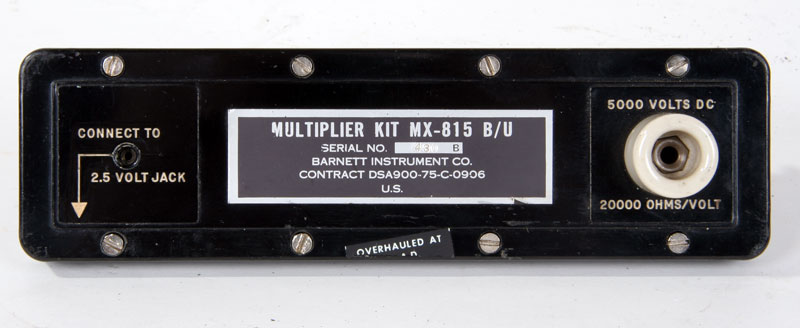 CONNECT TO
2.5 VOLT JACK
MULTIPLIER KIT MX-815 B/U
SERIAL NO. B
BARNETT INSTRUMENT CO.
CONTRACT DSA900-75-C-0906
U.S.
5000 VOLTS DC
20000 OHMS/VOLT
OVERHAULED AT